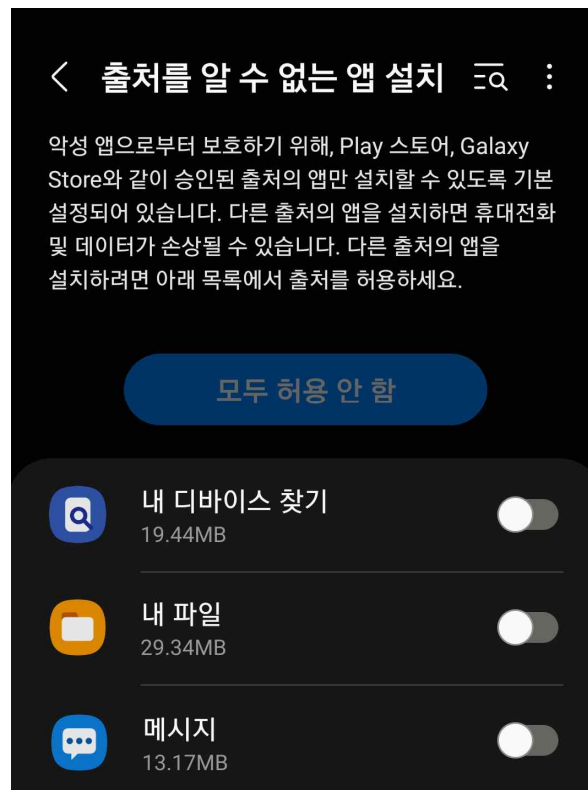 출처를 알 수 없는 앱 설치
악성 앱으로부터 보호하기 위해, Play 스토어, Galaxy
Store와 같이 승인된 출처의 앱만 설치할 수 있도록 기본
설정되어 있습니다. 다른 출처의 앱을 설치하면 휴대전화
및 데이터가 손상될 수 있습니다. 다른 출처의 앱을
설치하려면 아래 목록에서 출처를 허용하세요.
모두 허용 안 함
내 디바이스 찾기
19.44MB
내 파일
29.34MB
메시지
13.17MB